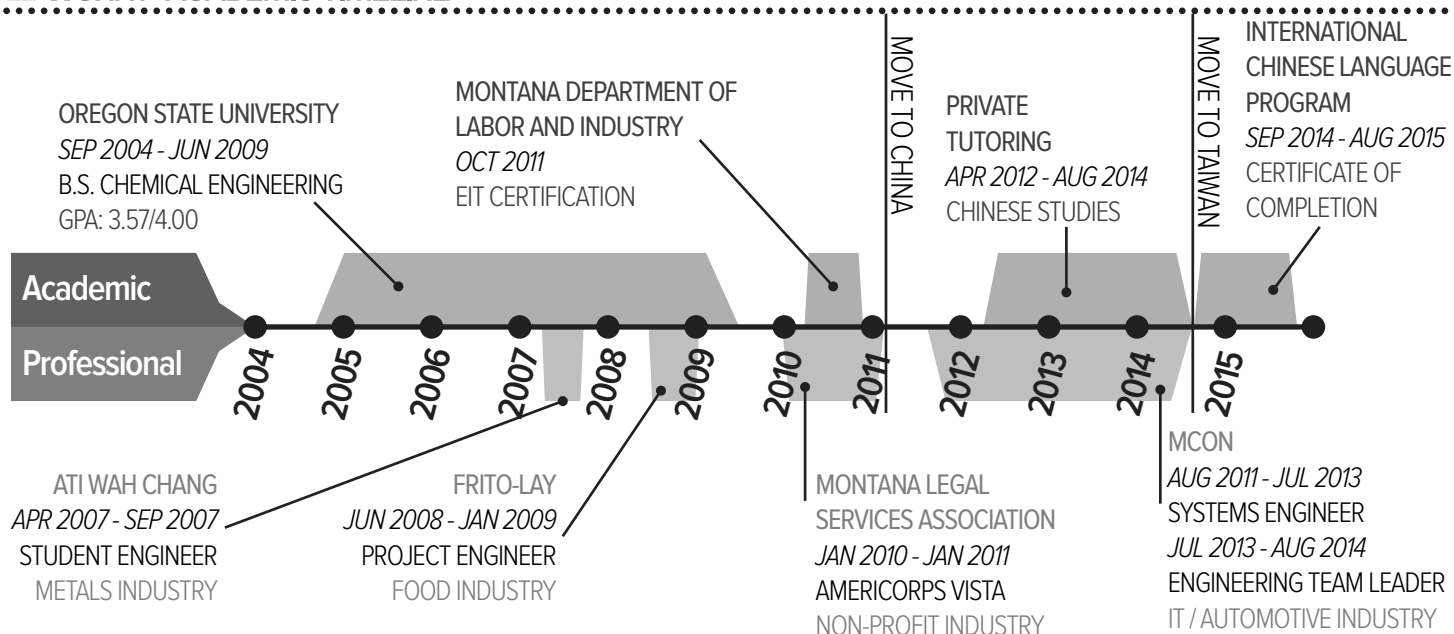 OREGON STATE UNIVERSITY
SEP 2004 - JUN 2009
B.S. CHEMICAL ENGINEERING
GPA: 3.57/4.00
MONTANA DEPARTMENT OF
LABOR AND INDUSTRY
OCT 2011
EIT CERTIFICATION
MOVE TO CHINA
PRIVATE
TUTORING
APR 2012 - AUG 2014
CHINESE STUDIES
MOVE TO TAIWAN
INTERNATIONAL
CHINESE LANGUAGE
PROGRAM
SEP 2014 - AUG 2015
CERTIFICATE OF
COMPLETION
Academic
Professional
2004
2005
2006
2007
2008
2009
2010
2011
2012
2013
2014
2015
ATI WAH CHANG
APR 2007 - SEP 2007
STUDENT ENGINEER
METALS INDUSTRY
FRITO-LAY
JUN 2008 - JAN 2009
PROJECT ENGINEER
FOOD INDUSTRY
MONTANA LEGAL
SERVICES ASSOCIATION
JAN 2010 - JAN 2011
AMERICORPS VISTA
NON-PROFIT INDUSTRY
MCON
AUG 2011 - JUL 2013
SYSTEMS ENGINEER
JUL 2013 - AUG 2014
ENGINEERING TEAM LEADER
IT / AUTOMOTIVE INDUSTRY